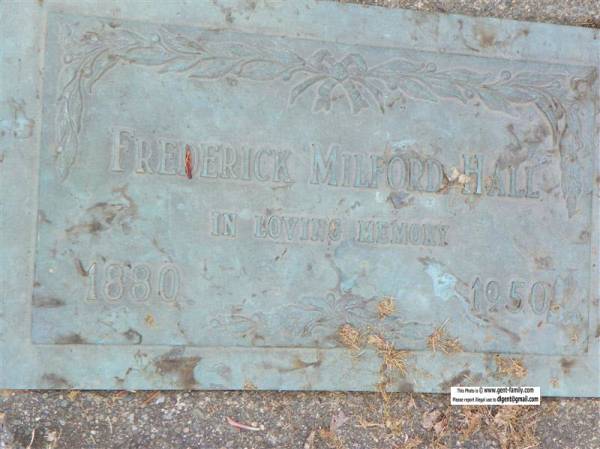 FREDERICK MILFORD HALL
IN LOVING MEMORY
1880 1950
This Photo is © www.gent-family.com
Please report illegal use to dlgent@gmail.com